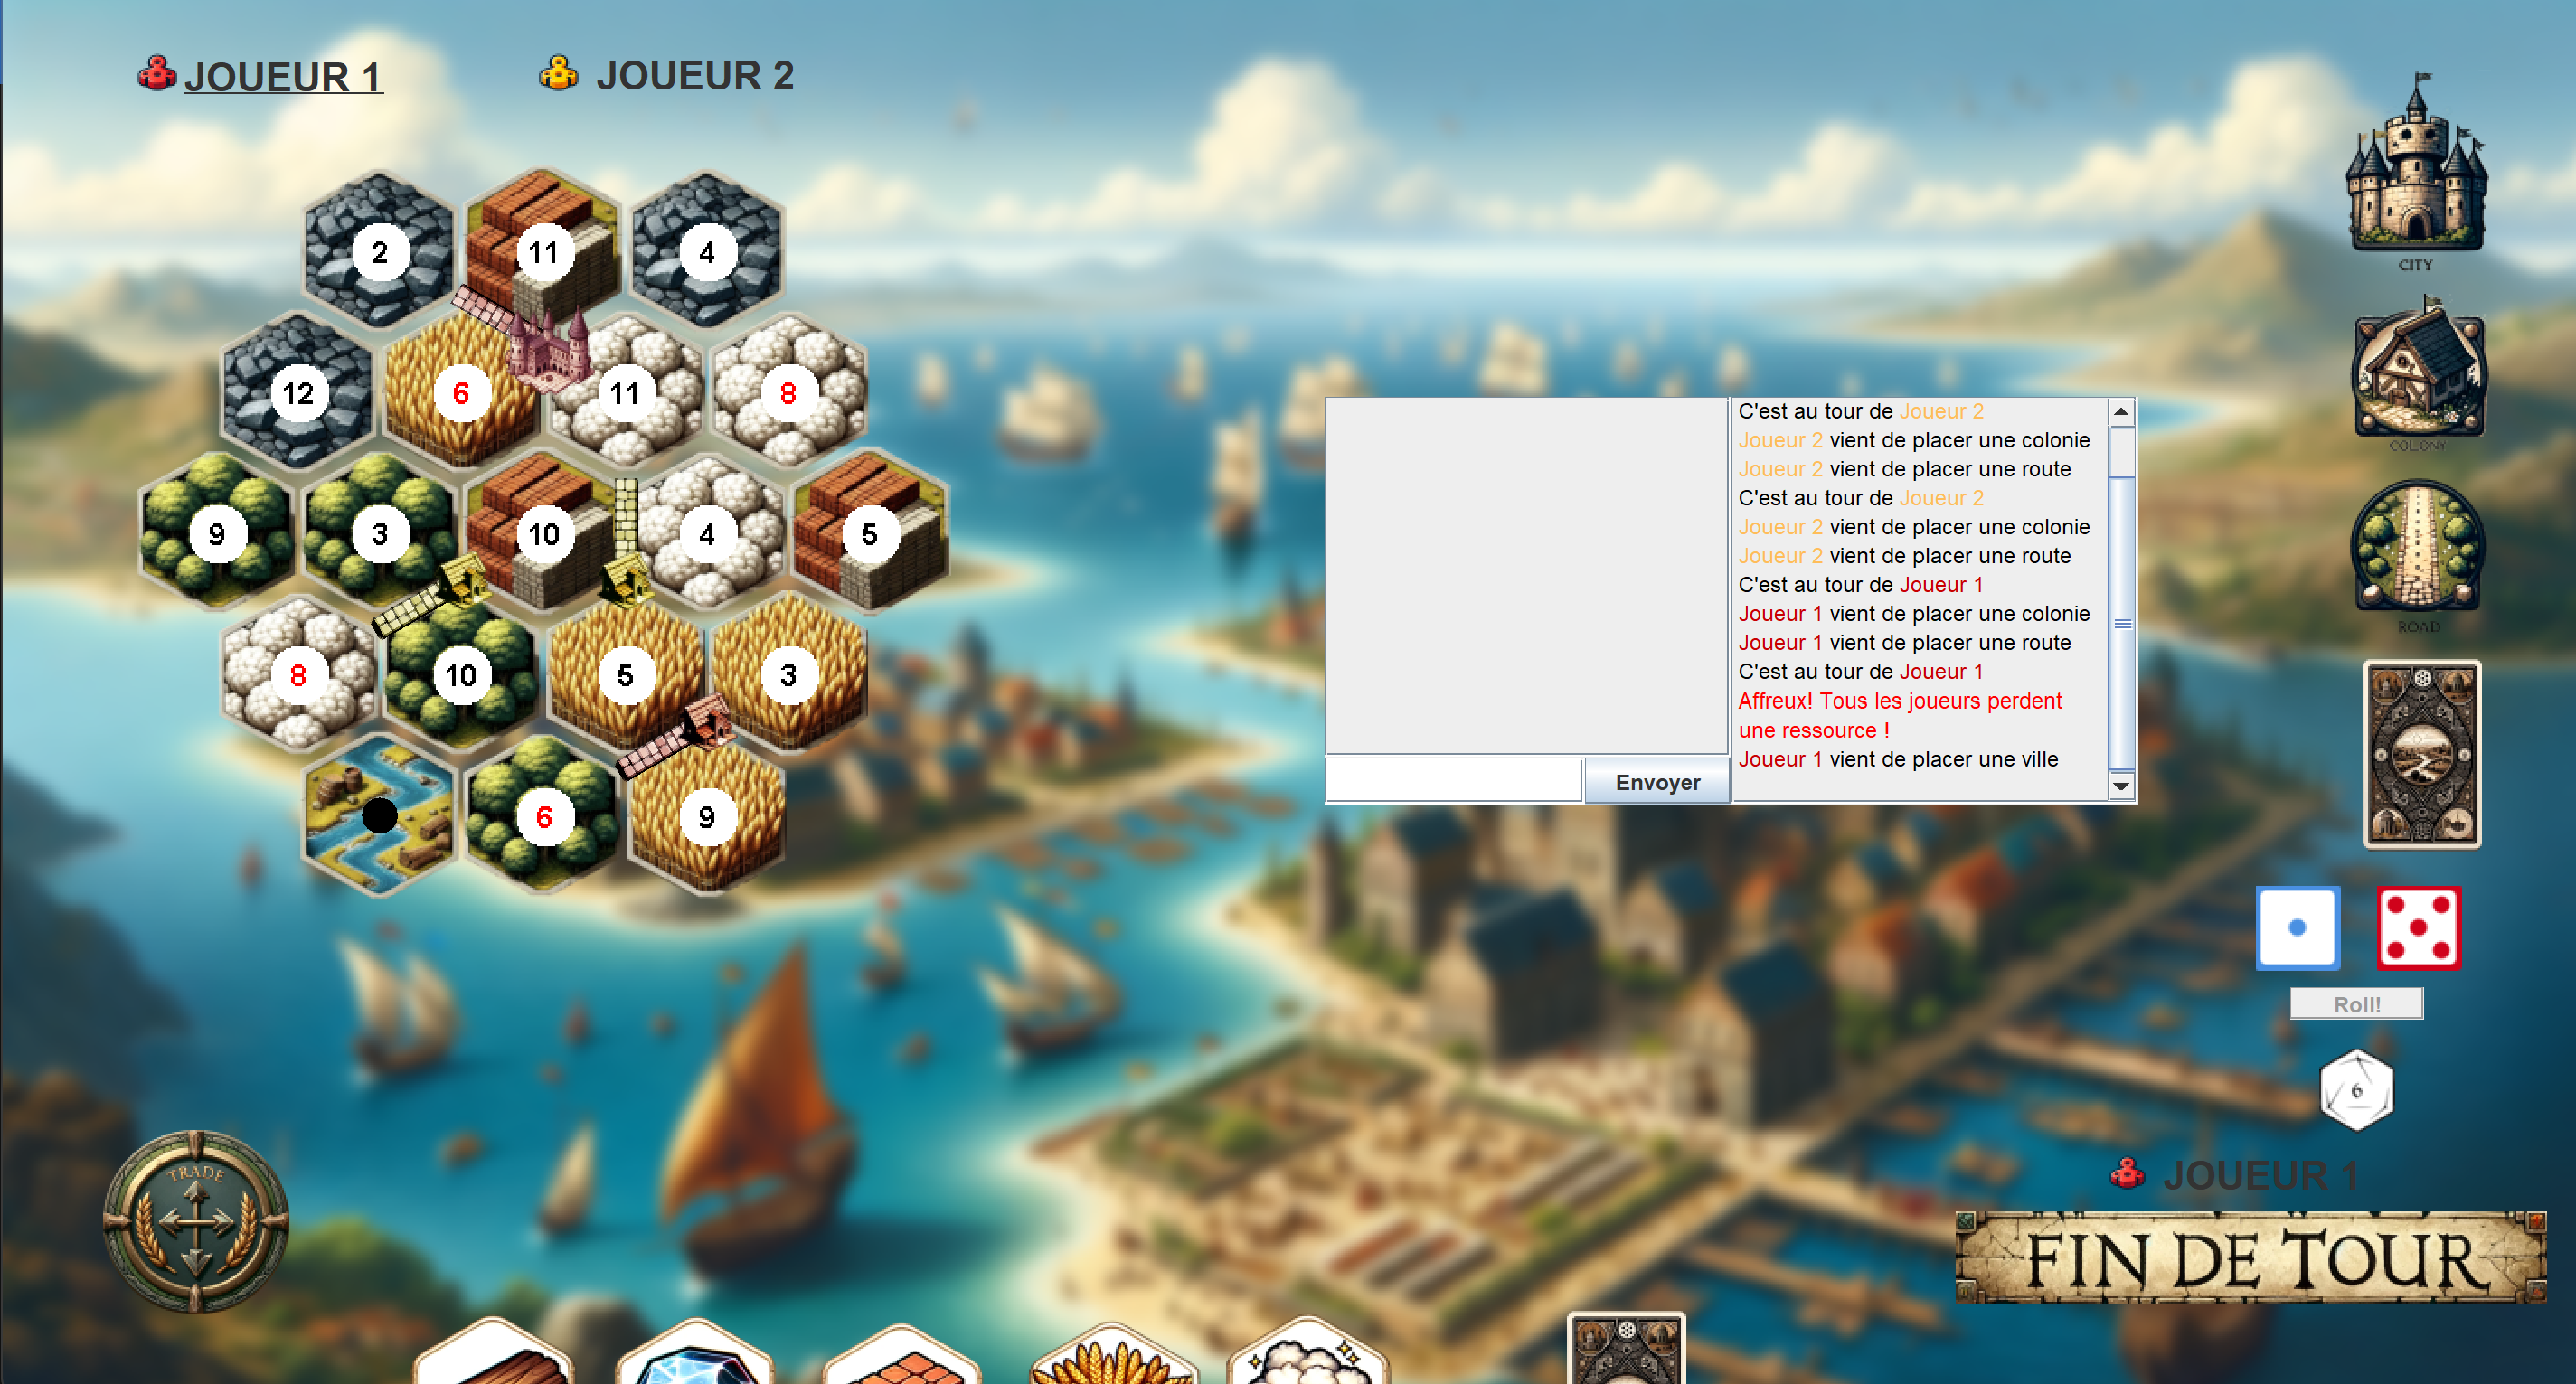 JOUEUR 1
JOUEUR 2
2
11
4
12
6
11
8
9
3
10
4
5
8
10
5
3
6
9
CITY
COLONY
ROAD
C'est au tour de Joueur 2
Joueur 2 vient de placer une colonie
Joueur 2 vient de placer une route
C'est au tour de Joueur 2
Joueur 2 vient de placer une colonie
Joueur 2 vient de placer une route
C'est au tour de Joueur 1
Joueur 1 vient de placer une colonie
Joueur 1 vient de placer une route
C'est au tour de Joueur 1
Affreux! Tous les joueurs perdent
une ressource !
Joueur 1 vient de placer une ville
Envoyer
Roll!
6
TRADE
JOUEUR 1
FIN DE TOUR